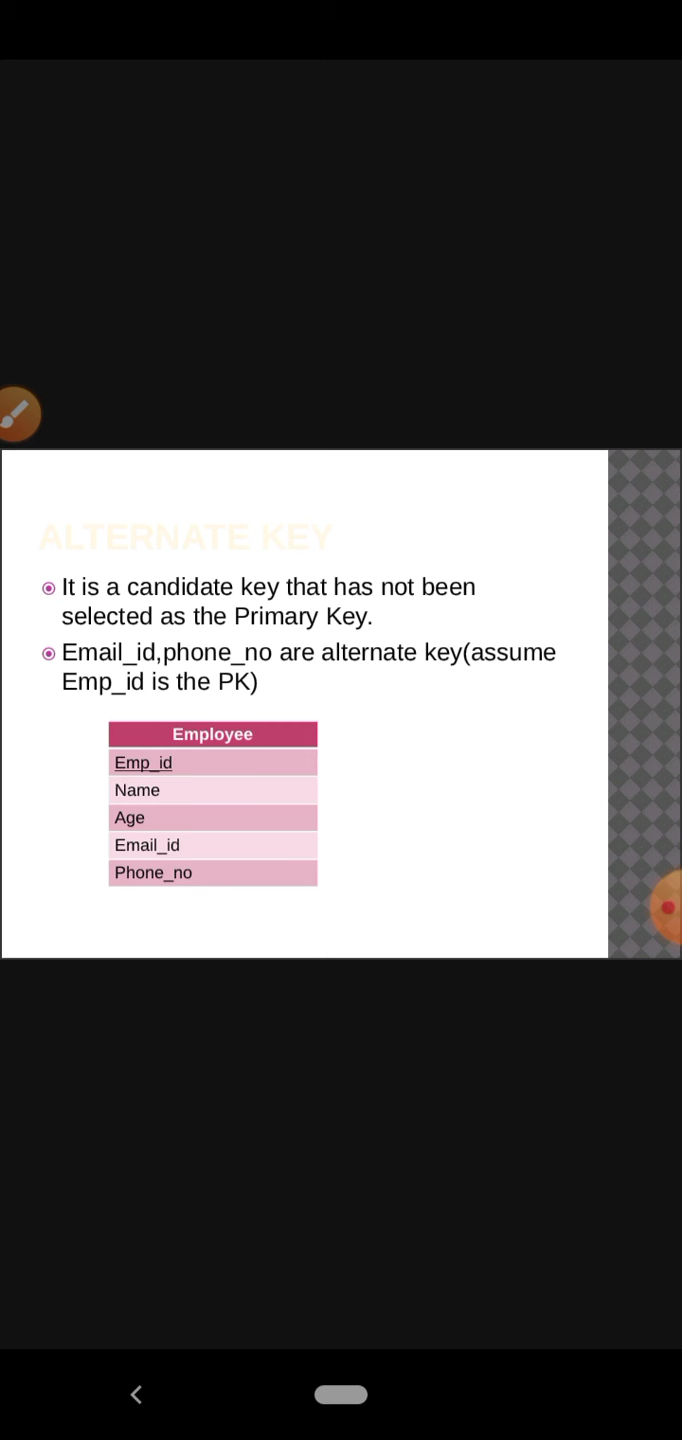 ALTERNATE KEY
It is a candidate key that has not been
selected as the Primary Key.
Email_id,phone_no are alternate key(assume
Emp_id is the PK)
Employee
Emp_id
Name
Age
Email_id
Phone_no